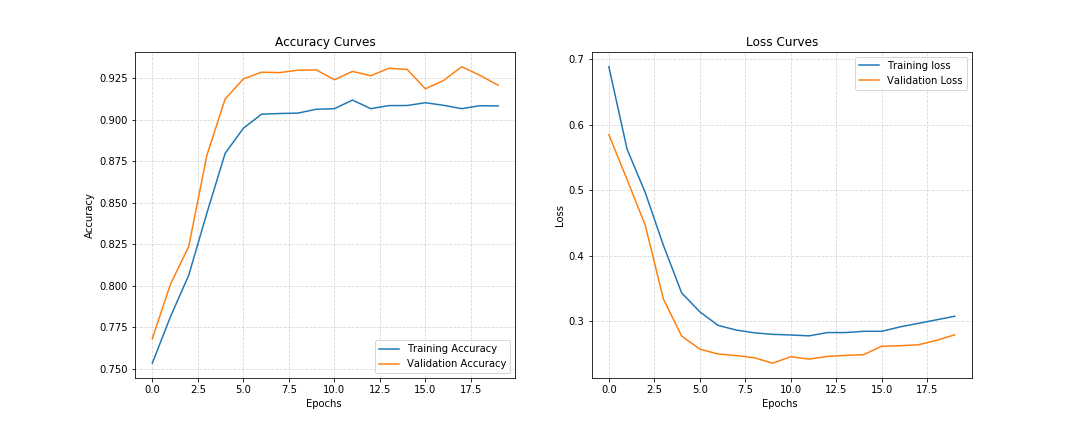 Accuracy Curves
0.925
0.900
0.875
0.850
0.825
0.800
0.775
0.750
Accuracy
0.0 2.5 5.0 7.5 10.0 12.5 15.0 17.5
Epochs
Training Accuracy
Validation Accuracy
Loss Curves
0.7
0.6
0.5
0.4
0.3
Loss
0.0 2.5 5.0 7.5 10.0 12.5 15.0 17.5
Epochs
Training loss
Validation Loss